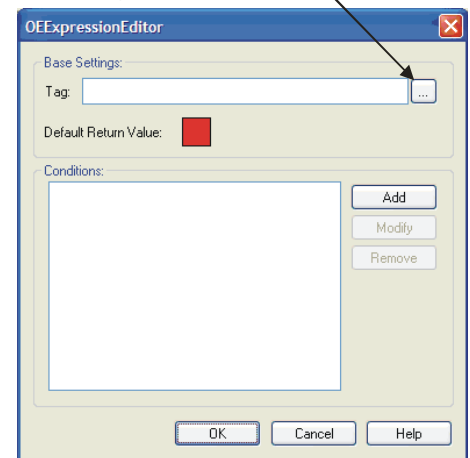 OEExpressionEditor
Base Settings:
Tag:
...
Default Return Value:
Conditions:
Add
Modify
Remove
OK
Cancel
Help